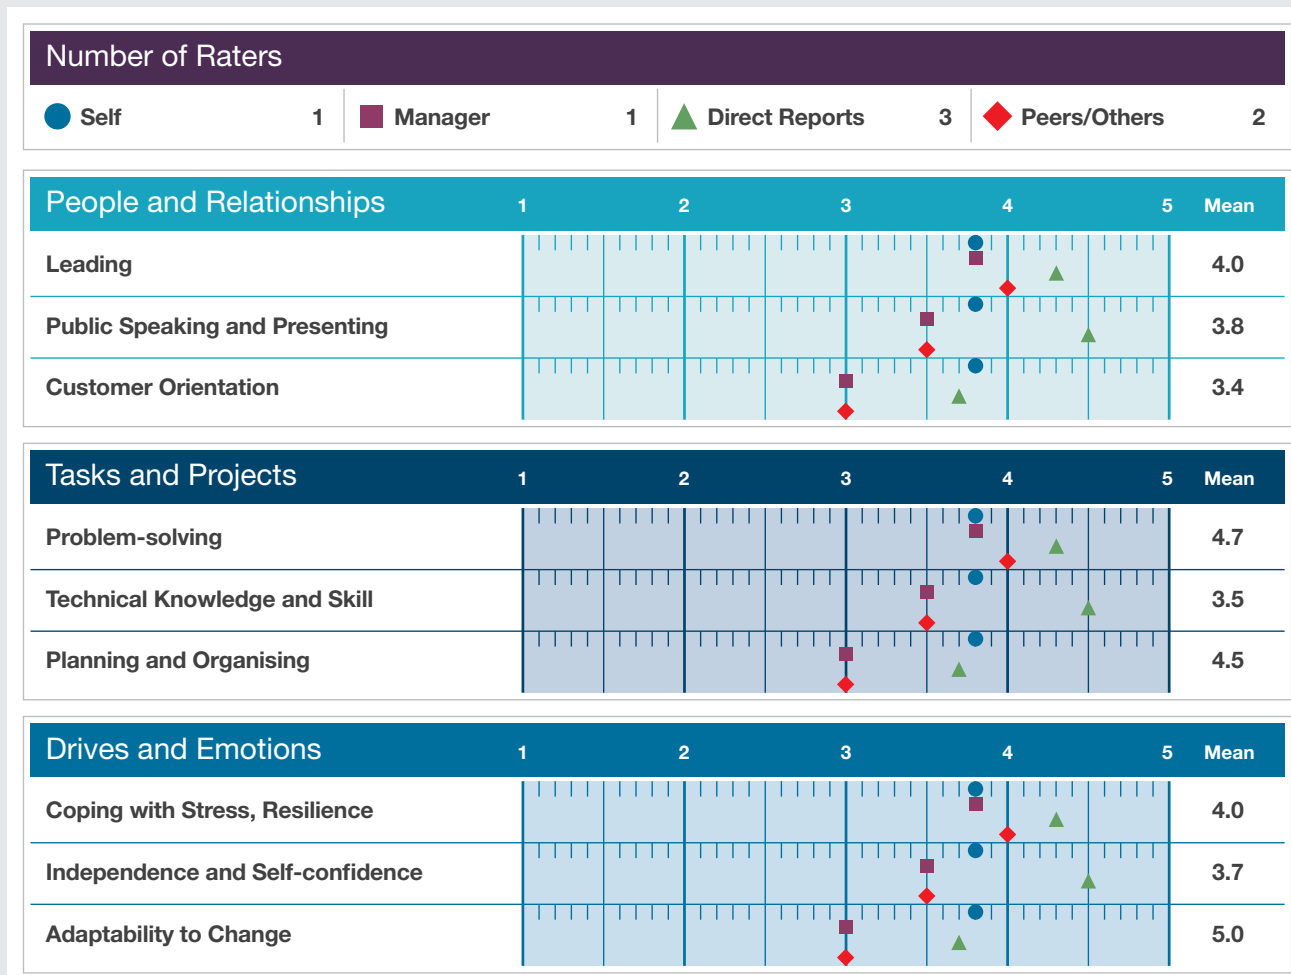 Number of Raters
Self 1 Manager 1 Direct Reports 3 Peers/Others 2
People and Relationships 1 2 3 4 5 Mean
Leading 4.0
Public Speaking and Presenting 3.8
Customer Orientation 3.4
Tasks and Projects 1 2 3 4 5 Mean
Problem-solving 4.7
Technical Knowledge and Skill 3.5
Planning and Organising 4.5
Drives and Emotions 1 2 3 4 5 Mean
Coping with Stress, Resilience 4.0
Independence and Self-confidence 3.7
Adaptability to Change 5.0